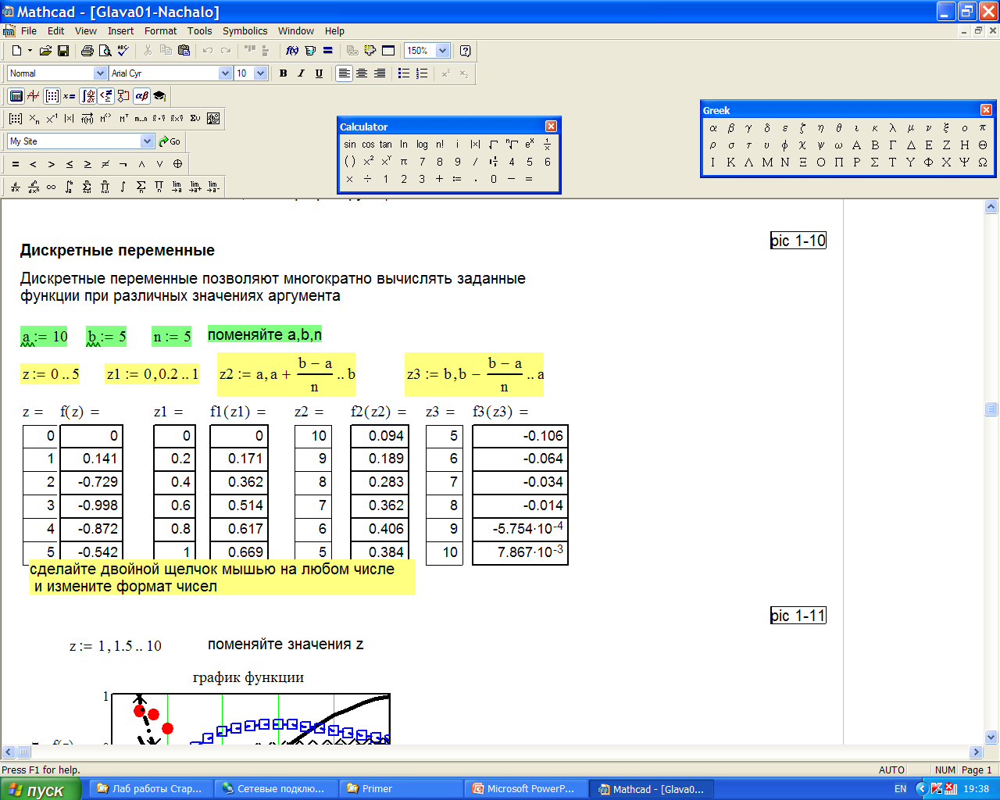 Mathcad - [Glava01-Nachalo]
File Edit View Insert Format Tools Symbolics Window Help
150%
Normal Arial Cyr 10 B I U
My Site Go
Calculator
sin cos tan ln log n! i |×| √ ⁿ√ eˣ 1/x
( ) x² xʸ π 7 8 9 / 4 5 6
× ÷ 1 2 3 + := . 0 − =
Greek
α β γ δ ε ζ η θ ι κ λ μ ν ξ ο π
ρ σ τ υ ϕ χ ψ ω Α Β Γ Δ Ε Ζ Η Θ
Ι Κ Λ Μ Ν Ξ Ο Π Ρ Σ Τ Υ Φ Χ Ψ Ω
pic 1-10
Дискретные переменные
Дискретные переменные позволяют многократно вычислять заданные
функции при различных значениях аргумента
a := 10 b := 5 n := 5 поменяйте a,b,n
z := 0 .. 5 z1 := 0 , 0.2 .. 1 z2 := a , a + (b − a)/n .. b z3 := b , b − (b − a)/n .. a
z = f(z) = z1 = f1(z1) = z2 = f2(z2) = z3 = f3(z3) =
0 0 0 0 10 0.094 5 -0.106
1 0.141 0.2 0.171 9 0.189 6 -0.064
2 -0.729 0.4 0.362 8 0.283 7 -0.034
3 -0.998 0.6 0.514 7 0.362 8 -0.014
4 -0.872 0.8 0.617 6 0.406 9 -5.754·10⁻⁴
5 -0.542 1 0.669 5 0.384 10 7.867·10⁻³
сделайте двойной щелчок мышью на любом числе
и измените формат чисел
pic 1-11
z := 1 , 1.5 .. 10 поменяйте значения z
график функции
1
Press F1 for help. AUTO NUM Page 1
пуск Лаб работы Стар... Сетевые подклю... Primer Microsoft PowerP... Mathcad - [Glava0... EN 19:38